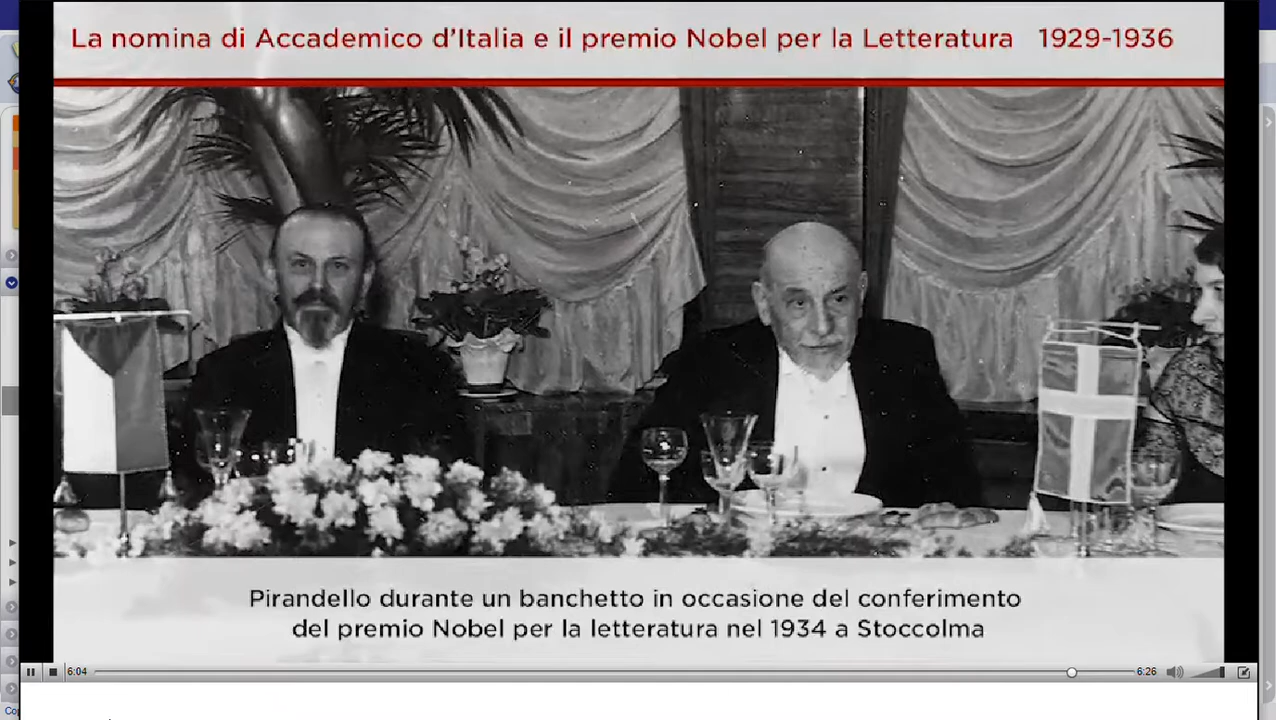 La nomina di Accademico d'Italia e il premio Nobel per la Letteratura 1929-1936
Pirandello durante un banchetto in occasione del conferimento
del premio Nobel per la letteratura nel 1934 a Stoccolma
6:04
6:26